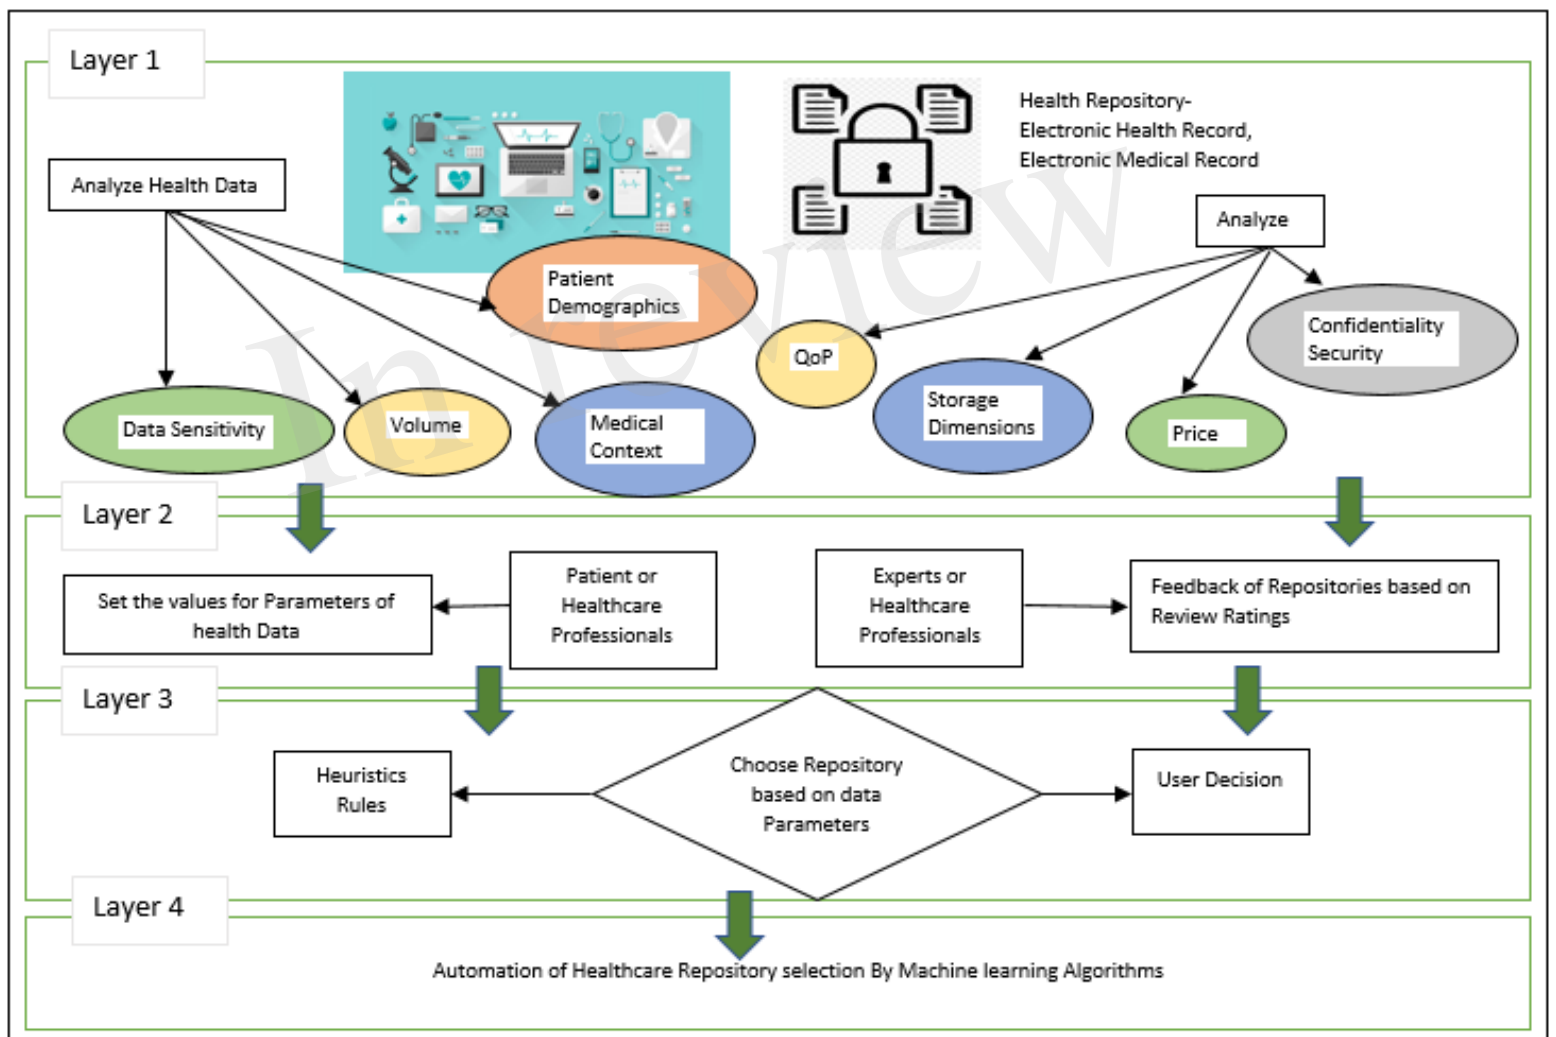 Layer 1
Health Repository-
Electronic Health Record,
Electronic Medical Record
Analyze Health Data
Analyze
Patient
Demographics
Confidentiality
Security
QoP
Storage
Dimensions
Price
Data Sensitivity
Volume
Medical
Context
In review
Layer 2
Set the values for Parameters of
health Data
Patient or
Healthcare
Professionals
Experts or
Healthcare
Professionals
Feedback of Repositories based on
Review Ratings
Layer 3
Heuristics
Rules
Choose Repository
based on data
Parameters
User Decision
Layer 4
Automation of Healthcare Repository selection By Machine learning Algorithms